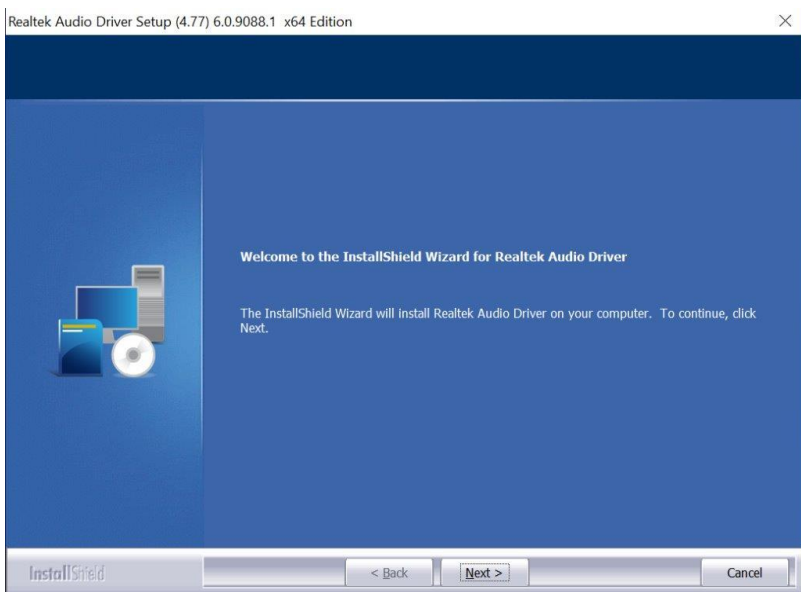 Realtek Audio Driver Setup (4.77) 6.0.9088.1 x64 Edition
Welcome to the InstallShield Wizard for Realtek Audio Driver
The InstallShield Wizard will install Realtek Audio Driver on your computer. To continue, click
Next.
InstallShield
< Back
Next >
Cancel